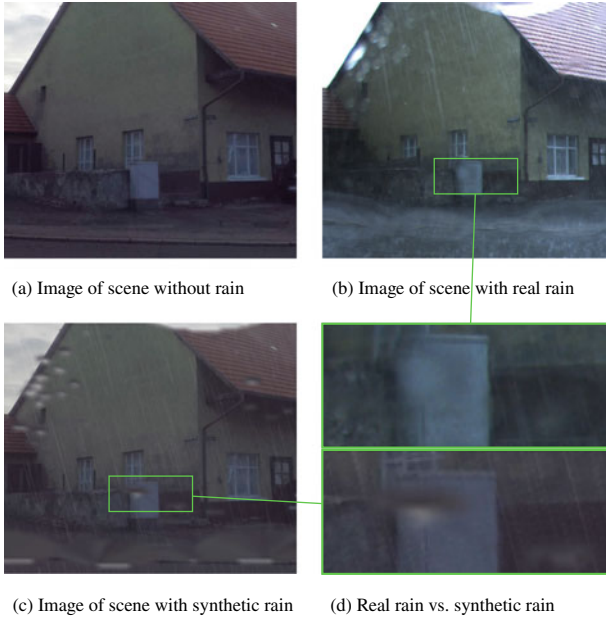 (a) Image of scene without rain
(b) Image of scene with real rain
(c) Image of scene with synthetic rain
(d) Real rain vs. synthetic rain